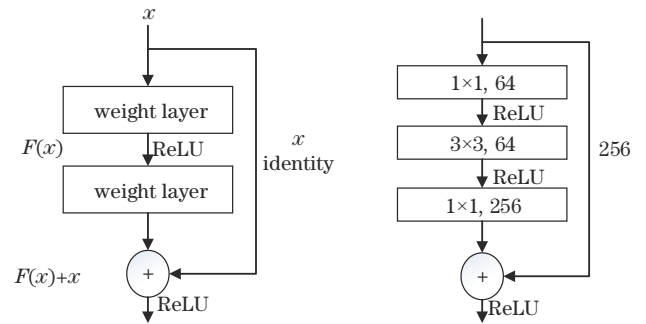 x
weight layer
F(x)
ReLU
x
identity
weight layer
+
F(x)+x
ReLU
1×1, 64
ReLU
3×3, 64
256
ReLU
1×1, 256
+
ReLU